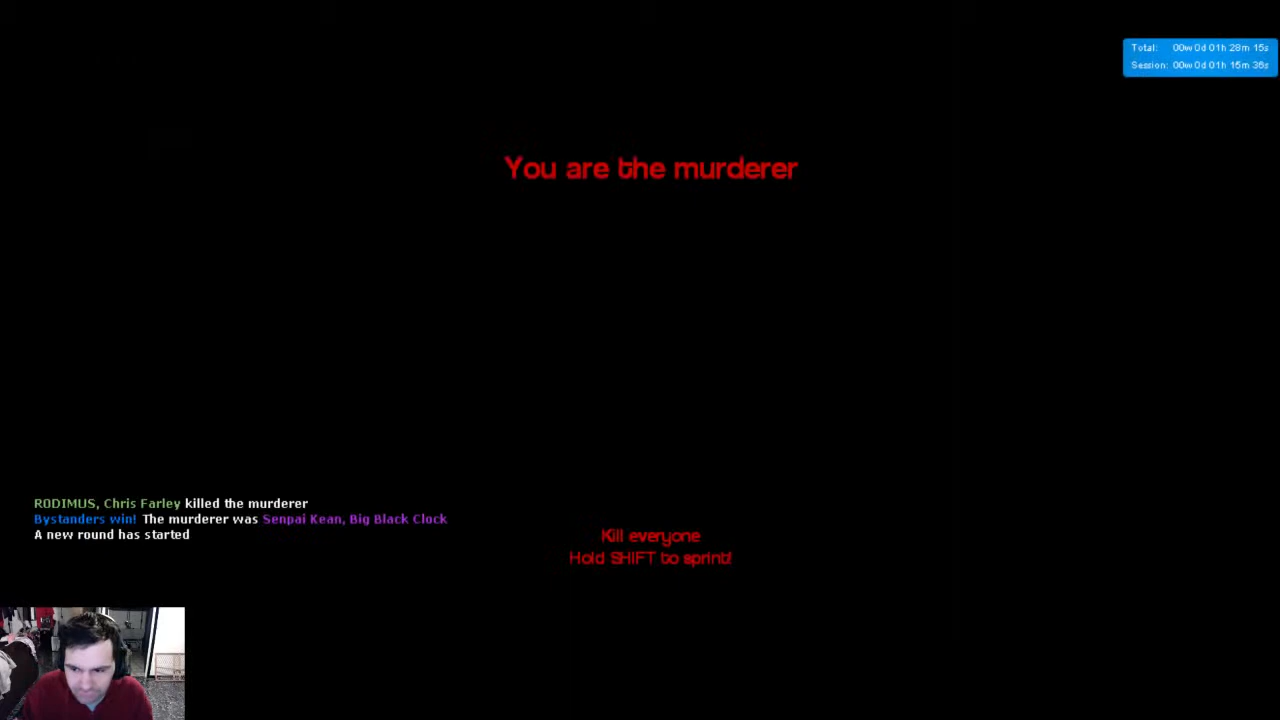 Total: 00w 0d 01h 28m 15s
Session: 00w 0d 01h 15m 36s
You are the murderer
RODIMUS, Chris Farley killed the murderer
Bystanders win! The murderer was Senpai Kean, Big Black Clock
A new round has started
Kill everyone
Hold SHIFT to sprint!